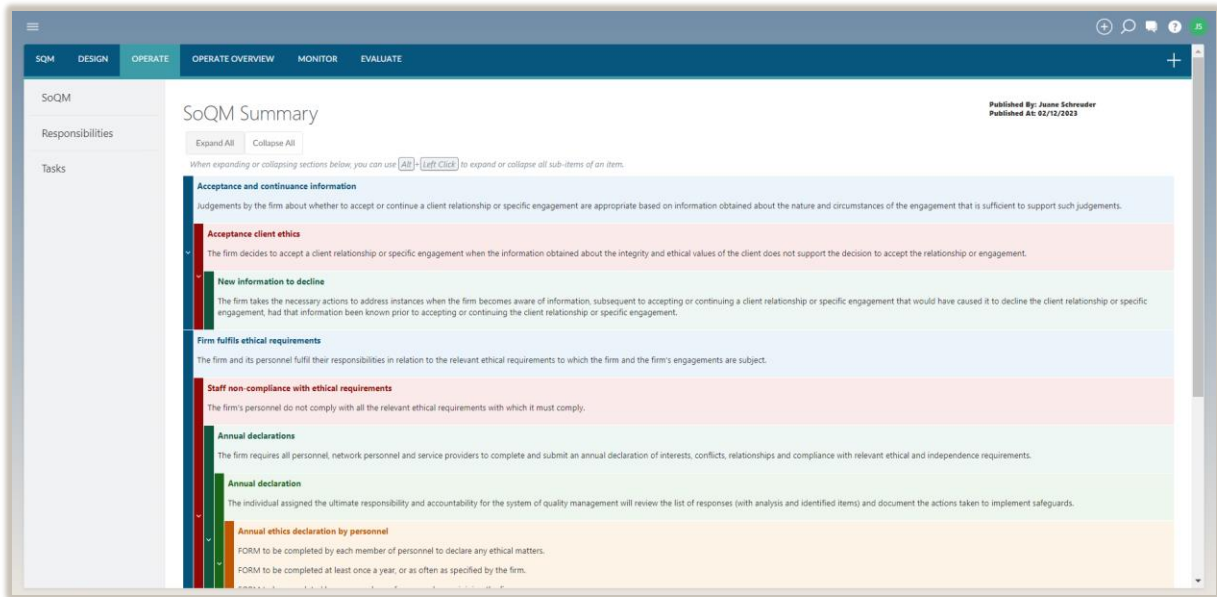 JS
SQM DESIGN OPERATE OPERATE OVERVIEW MONITOR EVALUATE
SoQM
Responsibilities
Tasks
SoQM Summary
Published By: Juane Schreuder
Published At: 02/12/2023
Expand All Collapse All
When expanding or collapsing sections below, you can use Alt + Left Click to expand or collapse all sub-items of an item.
Acceptance and continuance information
Judgements by the firm about whether to accept or continue a client relationship or specific engagement are appropriate based on information obtained about the nature and circumstances of the engagement that is sufficient to support such judgements.
Acceptance client ethics
The firm decides to accept a client relationship or specific engagement when the information obtained about the integrity and ethical values of the client does not support the decision to accept the relationship or engagement.
New information to decline
The firm takes the necessary actions to address instances when the firm becomes aware of information, subsequent to accepting or continuing a client relationship or specific engagement that would have caused it to decline the client relationship or specific
engagement, had that information been known prior to accepting or continuing the client relationship or specific engagement.
Firm fulfils ethical requirements
The firm and its personnel fulfil their responsibilities in relation to the relevant ethical requirements to which the firm and the firm's engagements are subject.
Staff non-compliance with ethical requirements
The firm's personnel do not comply with all the relevant ethical requirements with which it must comply.
Annual declarations
The firm requires all personnel, network personnel and service providers to complete and submit an annual declaration of interests, conflicts, relationships and compliance with relevant ethical and independence requirements.
Annual declaration
The individual assigned the ultimate responsibility and accountability for the system of quality management will review the list of responses (with analysis and identified items) and document the actions taken to implement safeguards.
Annual ethics declaration by personnel
FORM to be completed by each member of personnel to declare any ethical matters.
FORM to be completed at least once a year, or as often as specified by the firm.